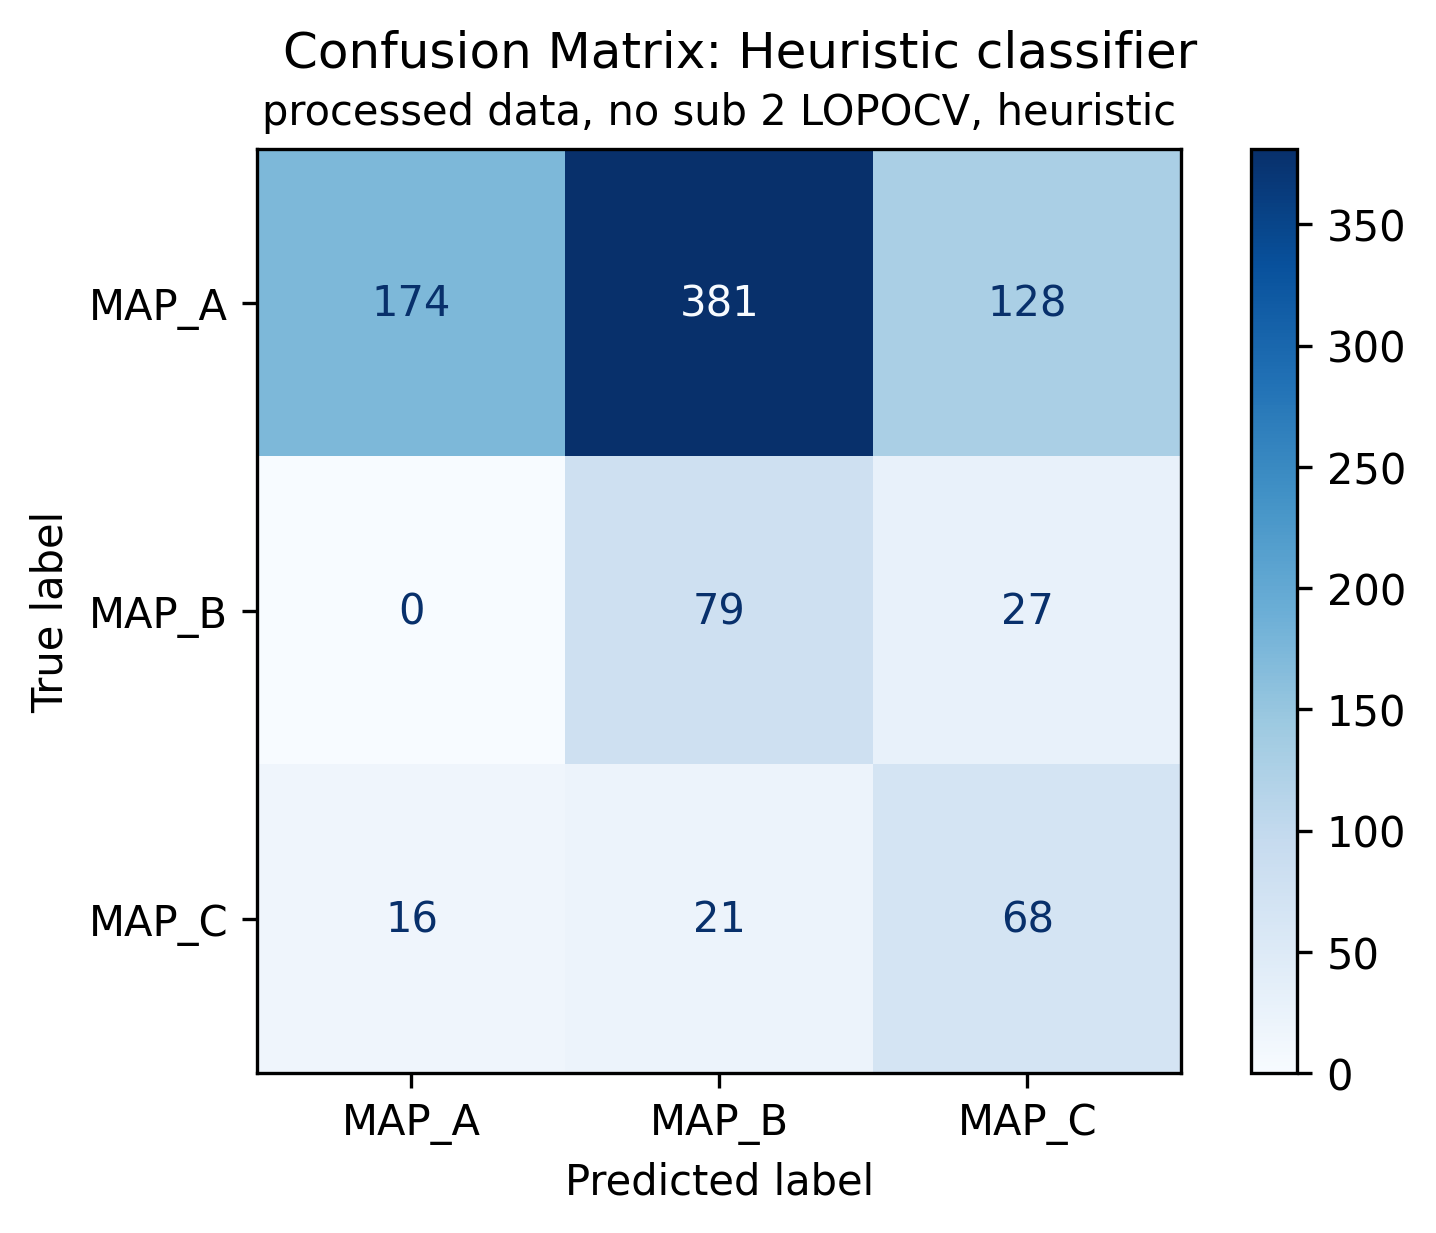 Confusion Matrix: Heuristic classifier
processed data, no sub 2 LOPOCV, heuristic
True label
MAP_A 174 381 128
MAP_B 0 79 27
MAP_C 16 21 68
MAP_A MAP_B MAP_C
Predicted label
350
300
250
200
150
100
50
0